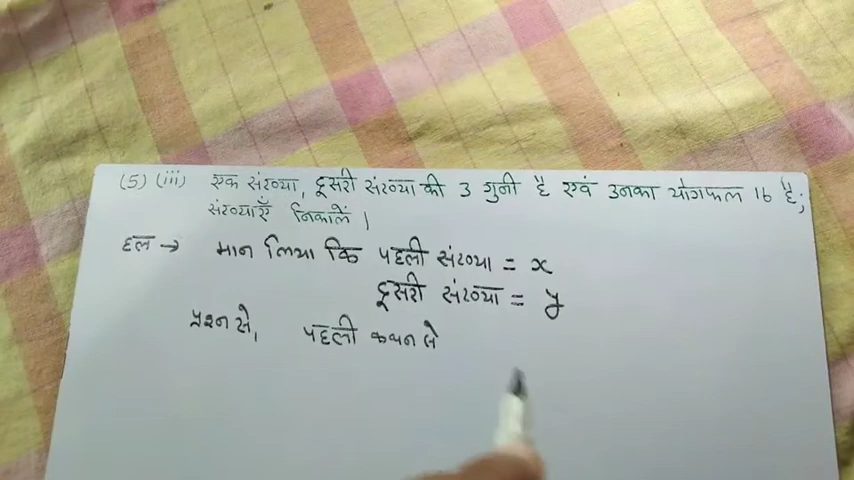 (5) (iii) एक संख्या, दूसरी संख्या की 3 गुनी है एवं उनका योगफल 16 है;
संख्याएँ निकालें।
हल → मान लिया कि पहली संख्या = x
दूसरी संख्या = y
प्रश्न से, पहली कथन से